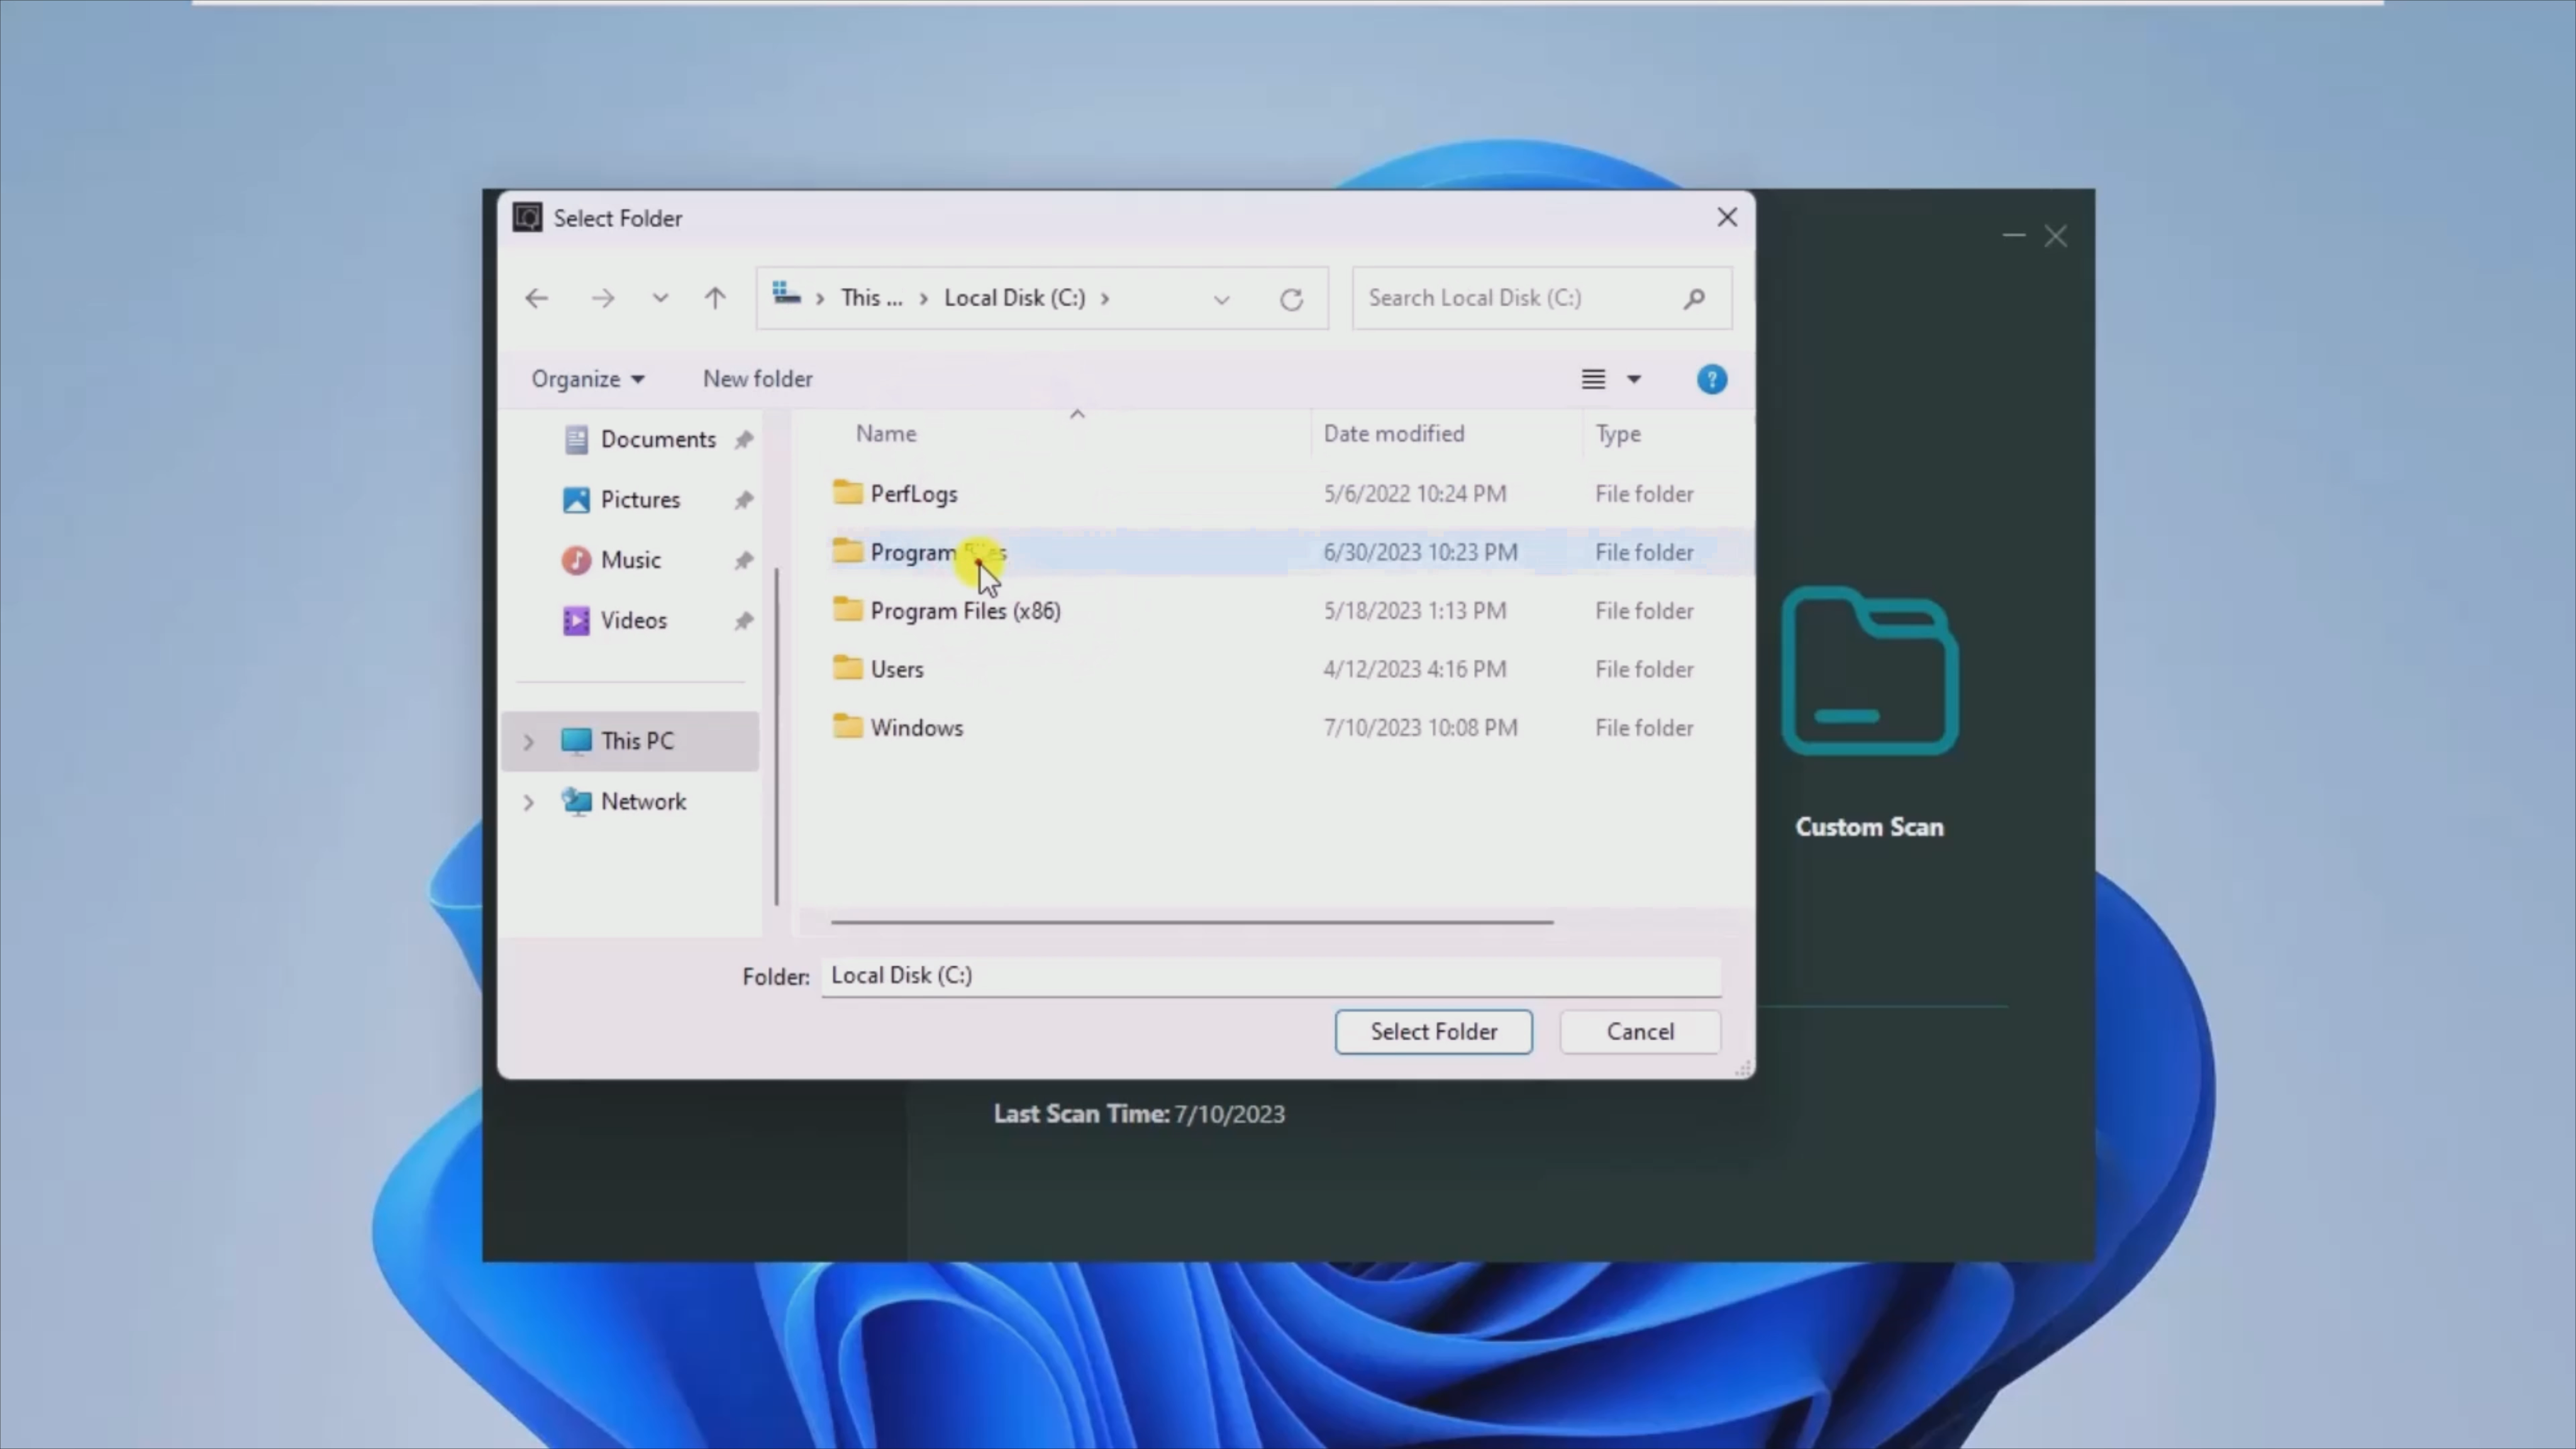 Select Folder
This ... Local Disk (C:)
Search Local Disk (C:)
Organize
New folder
?
Documents
Pictures
Music
Videos
This PC
Network
Name Date modified Type
PerfLogs 5/6/2022 10:24 PM File folder
Program Files 6/30/2023 10:23 PM File folder
Program Files (x86) 5/18/2023 1:13 PM File folder
Users 4/12/2023 4:16 PM File folder
Windows 7/10/2023 10:08 PM File folder
Folder: Local Disk (C:)
Select Folder
Cancel
Custom Scan
Last Scan Time: 7/10/2023